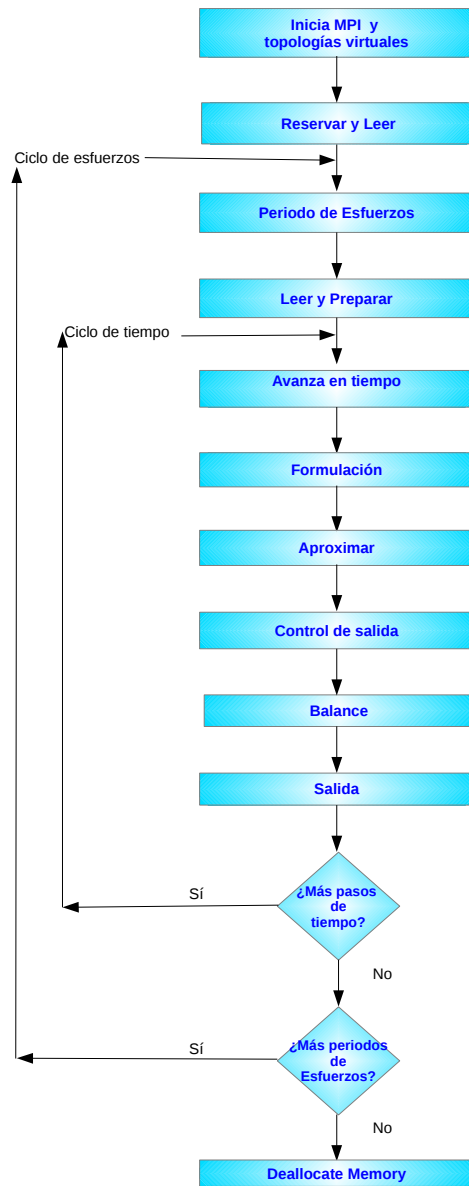 Inicia MPI y
topologías virtuales
Reservar y Leer
Ciclo de esfuerzos
Periodo de Esfuerzos
Leer y Preparar
Ciclo de tiempo
Avanza en tiempo
Formulación
Aproximar
Control de salida
Balance
Salida
Sí
¿Más pasos
de
tiempo?
No
Sí
¿Más periodos
de
Esfuerzos?
No
Deallocate Memory